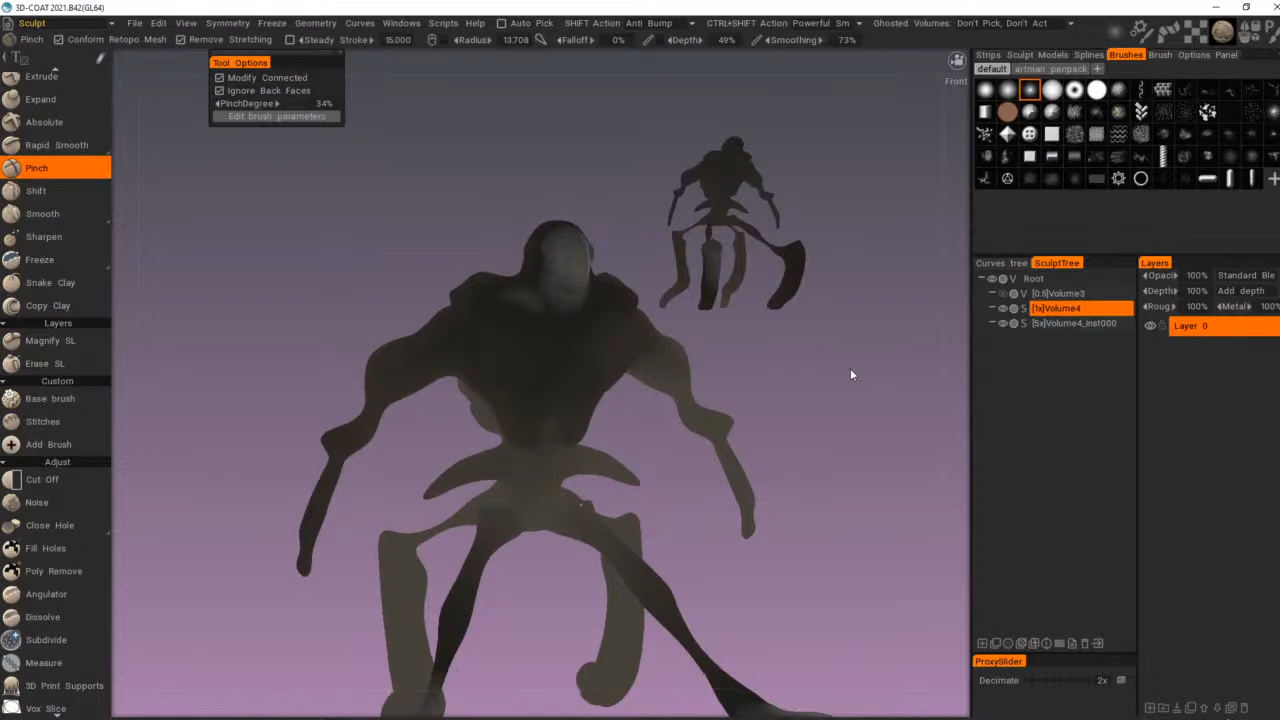 3D-COAT 2021.B42(GL64)
Sculpt File Edit View Symmetry Freeze Geometry Curves Windows Scripts Help Auto Pick SHIFT Action Anti Bump CTRL+SHIFT Action Powerful Sm Ghosted Volumes: Don't Pick, Don't Act
Pinch Conform Retopo Mesh Remove Stretching Steady Stroke 15.000 Radius 13.708 Falloff 0% Depth 49% Smoothing 73%
Extrude
Expand
Absolute
Rapid Smooth
Pinch
Shift
Smooth
Sharpen
Freeze
Snake Clay
Copy Clay
Layers
Magnify SL
Erase SL
Custom
Base brush
Stitches
Add Brush
Adjust
Cut Off
Noise
Close Hole
Fill Holes
Poly Remove
Angulator
Dissolve
Subdivide
Measure
3D Print Supports
Vox Slice
Tool Options
Modify Connected
Ignore Back Faces
PinchDegree 34%
Edit brush parameters
Front
Strips Sculpt Models Splines Brushes Brush Options Panel
default artman penpack +
Curves tree SculptTree
V Root
V [0.5]Volume3
S [1x]Volume4
S [5x]Volume4_inst000
Layers
Opaci 100% Standard Ble
Depth 100% Add depth
Roug 100% Metal 100%
Layer 0
ProxySlider
Decimate 2x